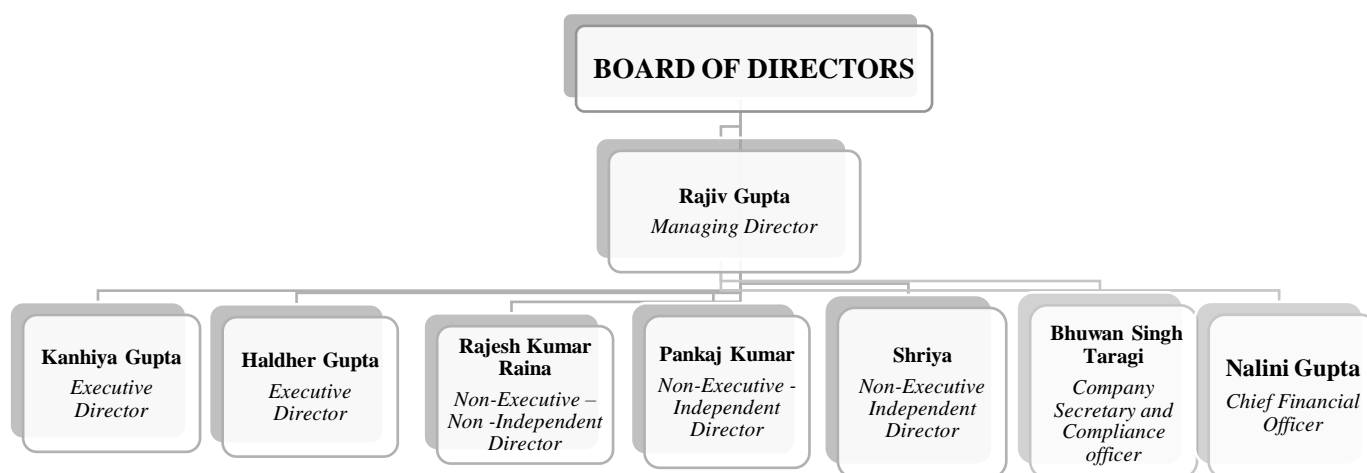 BOARD OF DIRECTORS
Rajiv Gupta
Managing Director
Kanhiya Gupta
Executive
Director
Haldher Gupta
Executive
Director
Rajesh Kumar
Raina
Non-Executive –
Non -Independent
Director
Pankaj Kumar
Non-Executive -
Independent
Director
Shriya
Non-Executive
Independent
Director
Bhuwan Singh
Taragi
Company
Secretary and
Compliance
officer
Nalini Gupta
Chief Financial
Officer